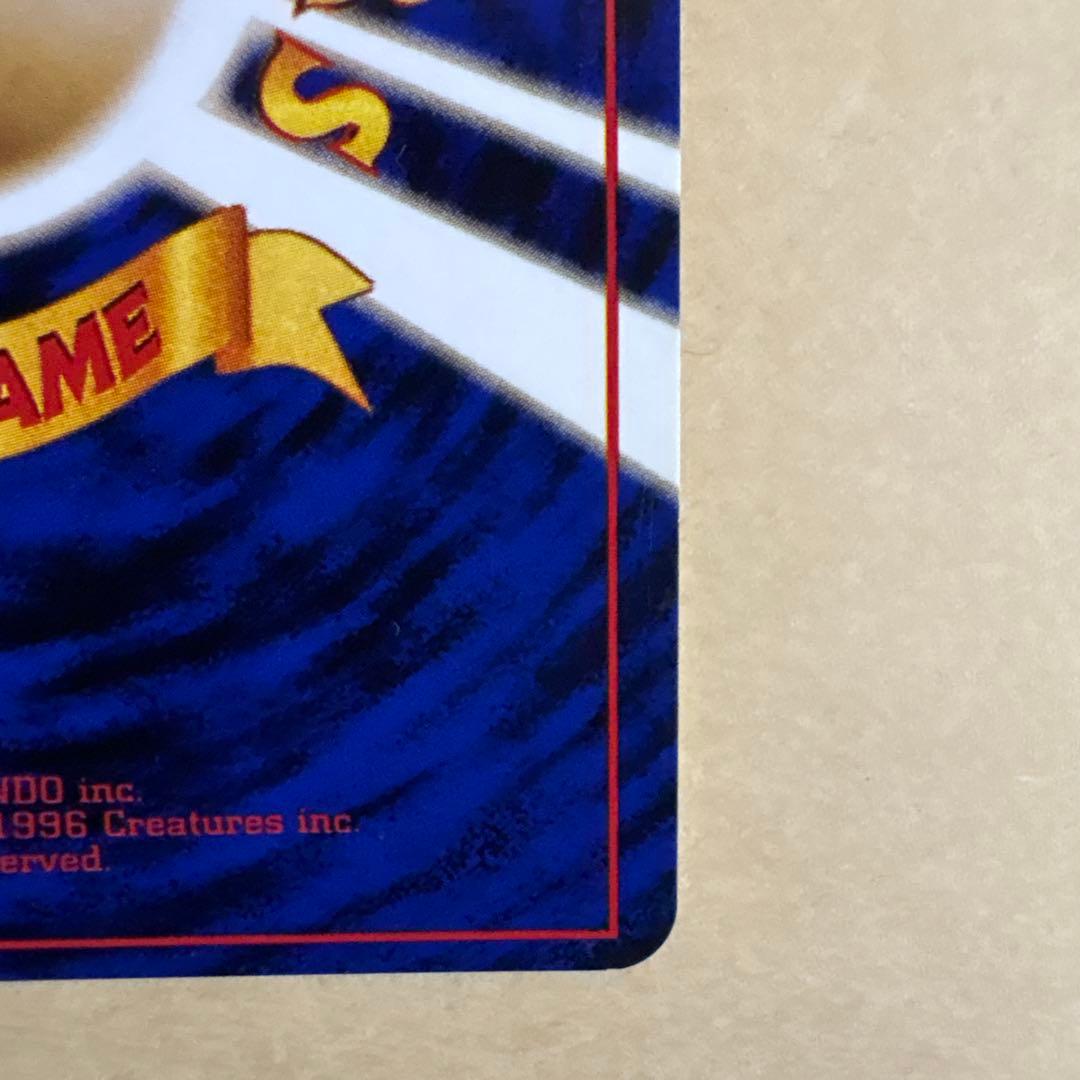 S
AME
NDO inc.
1996 Creatures inc.
erved.